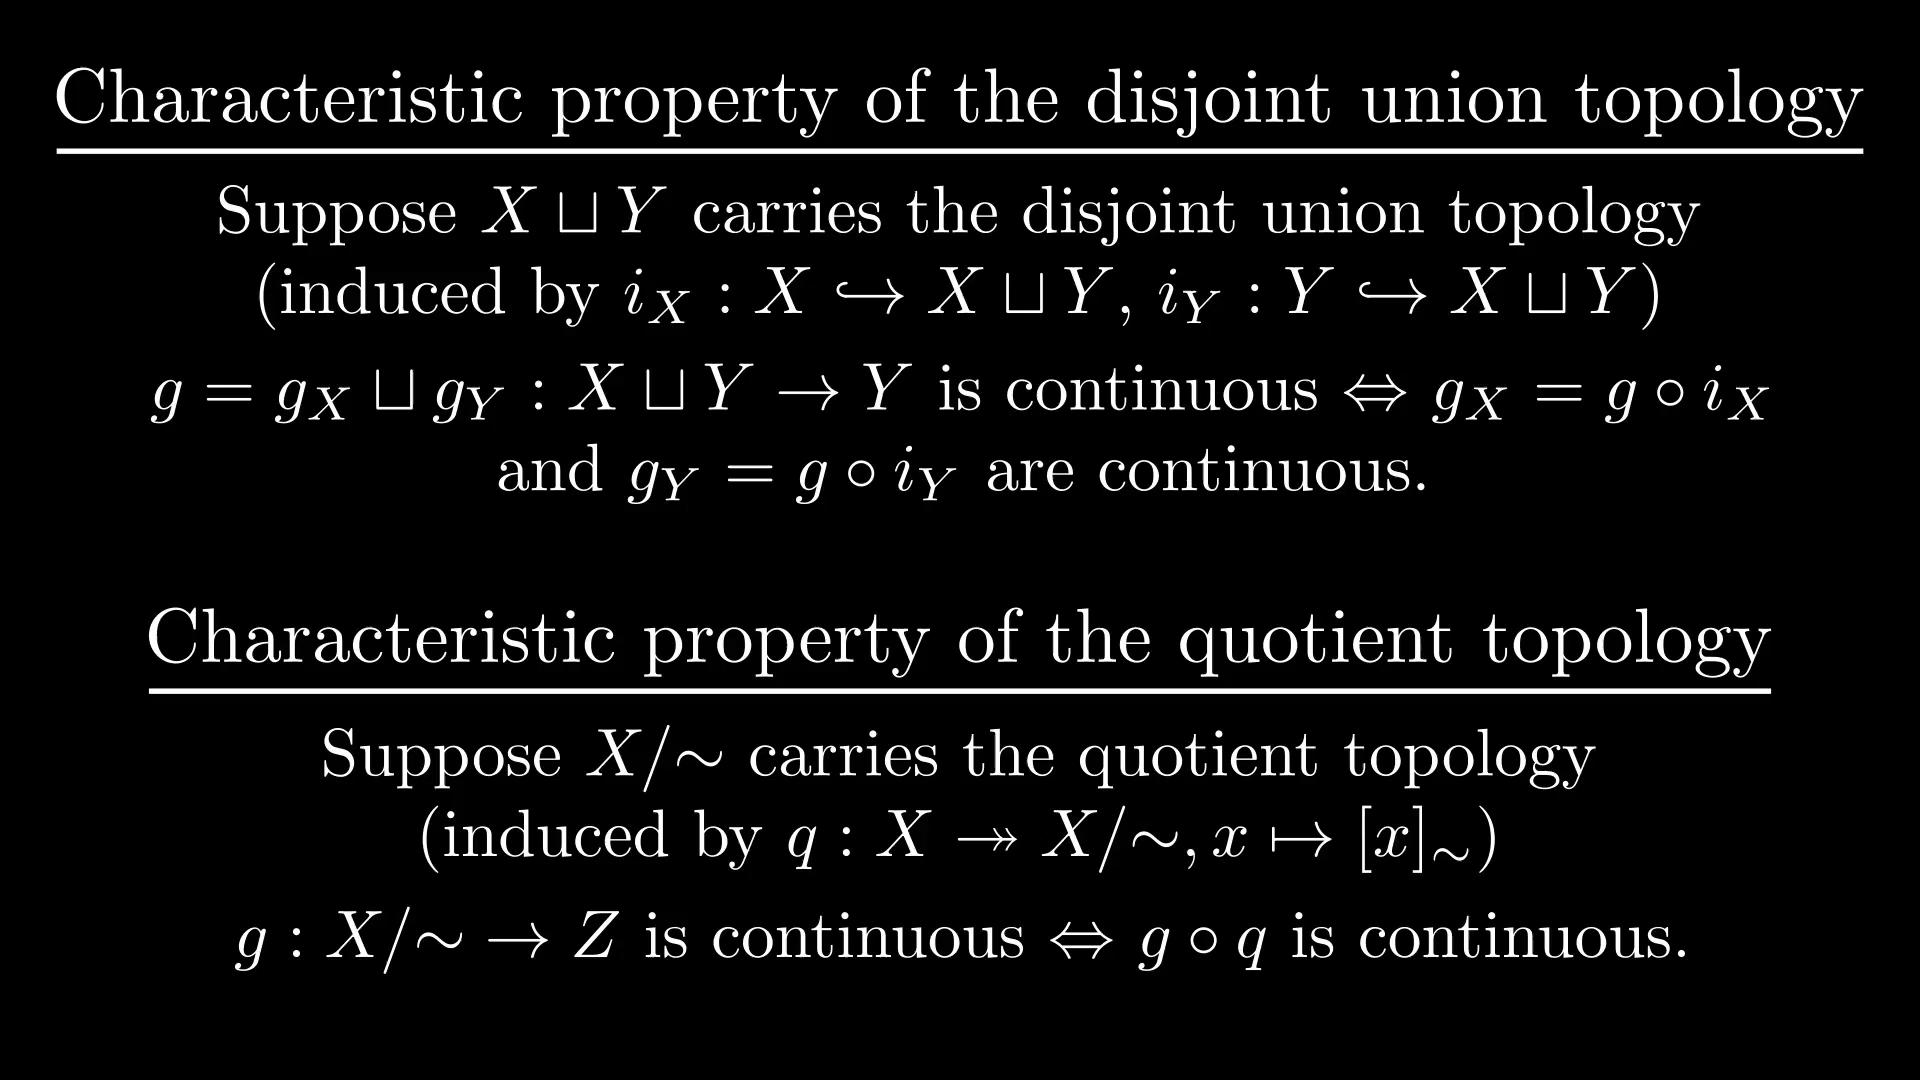 Characteristic property of the disjoint union topology
Suppose X ⊔ Y carries the disjoint union topology
(induced by i_X : X ↪ X ⊔ Y, i_Y : Y ↪ X ⊔ Y)
g = g_X ⊔ g_Y : X ⊔ Y → Y is continuous ⇔ g_X = g ∘ i_X
and g_Y = g ∘ i_Y are continuous.
Characteristic property of the quotient topology
Suppose X/∼ carries the quotient topology
(induced by q : X ↠ X/∼, x ↦ [x]_∼)
g : X/∼ → Z is continuous ⇔ g ∘ q is continuous.